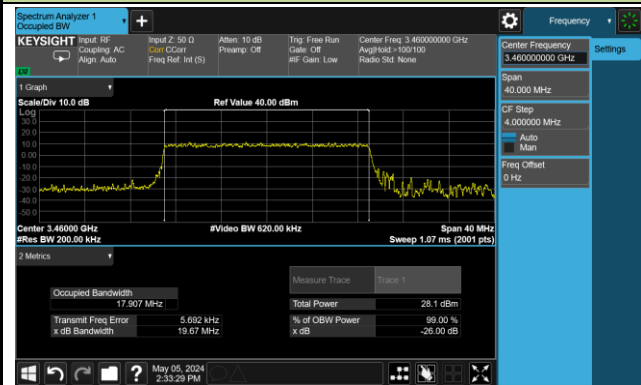 Spectrum Analyzer 1
Occupied BW
Frequency
KEYSIGHT
Input: RF
Coupling: AC
Align: Auto
Input Z: 50 Ω
Corr CCorr
Freq Ref: Int (S)
Atten: 10 dB
Preamp: Off
Trig: Free Run
Gate: Off
#IF Gain: Low
Center Freq: 3.460000000 GHz
Avg|Hold:>100/100
Radio Std: None
Center Frequency
3.460000000 GHz
Settings
Span
40.000 MHz
CF Step
4.000000 MHz
Auto
Man
Freq Offset
0 Hz
1 Graph
Scale/Div 10.0 dB
Ref Value 40.00 dBm
Log
30.0
20.0
10.0
0.00
-10.0
-20.0
-30.0
-40.0
-50.0
Center 3.46000 GHz
#Video BW 620.00 kHz
Span 40 MHz
#Res BW 200.00 kHz
Sweep 1.07 ms (2001 pts)
2 Metrics
Measure Trace
Trace 1
Occupied Bandwidth
17.907 MHz
Total Power
28.1 dBm
Transmit Freq Error
5.692 kHz
% of OBW Power
99.00 %
x dB Bandwidth
19.67 MHz
x dB
-26.00 dB
May 05, 2024
2:33:29 PM